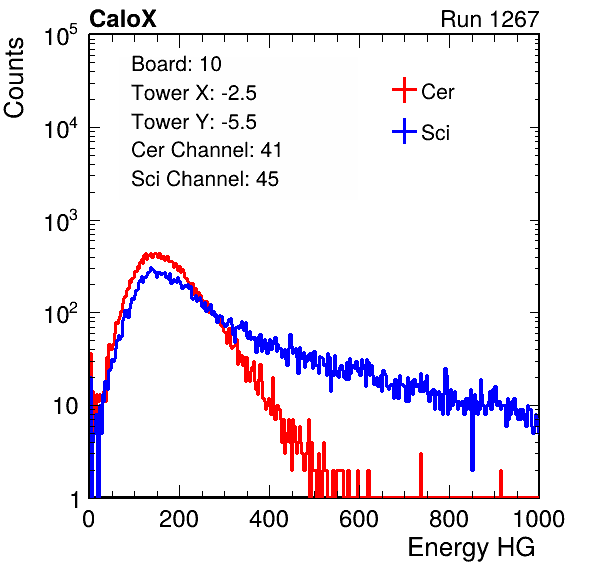 CaloX Run 1267
Counts
Board: 10
Tower X: -2.5
Tower Y: -5.5
Cer Channel: 41
Sci Channel: 45
Cer
Sci
10^5
10^4
10^3
10^2
10
1
0 200 400 600 800 1000
Energy HG